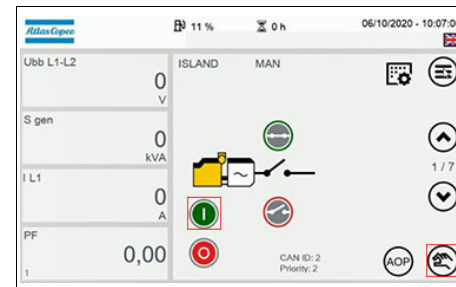 Atlas Copco
11 %
0 h
06/10/2020 - 10:07:0
Ubb L1-L2
0
V
S gen
0
kVA
I L1
0
A
PF
0,00
1
ISLAND MAN
CAN ID: 2
Priority: 2
1 / 7
AOP